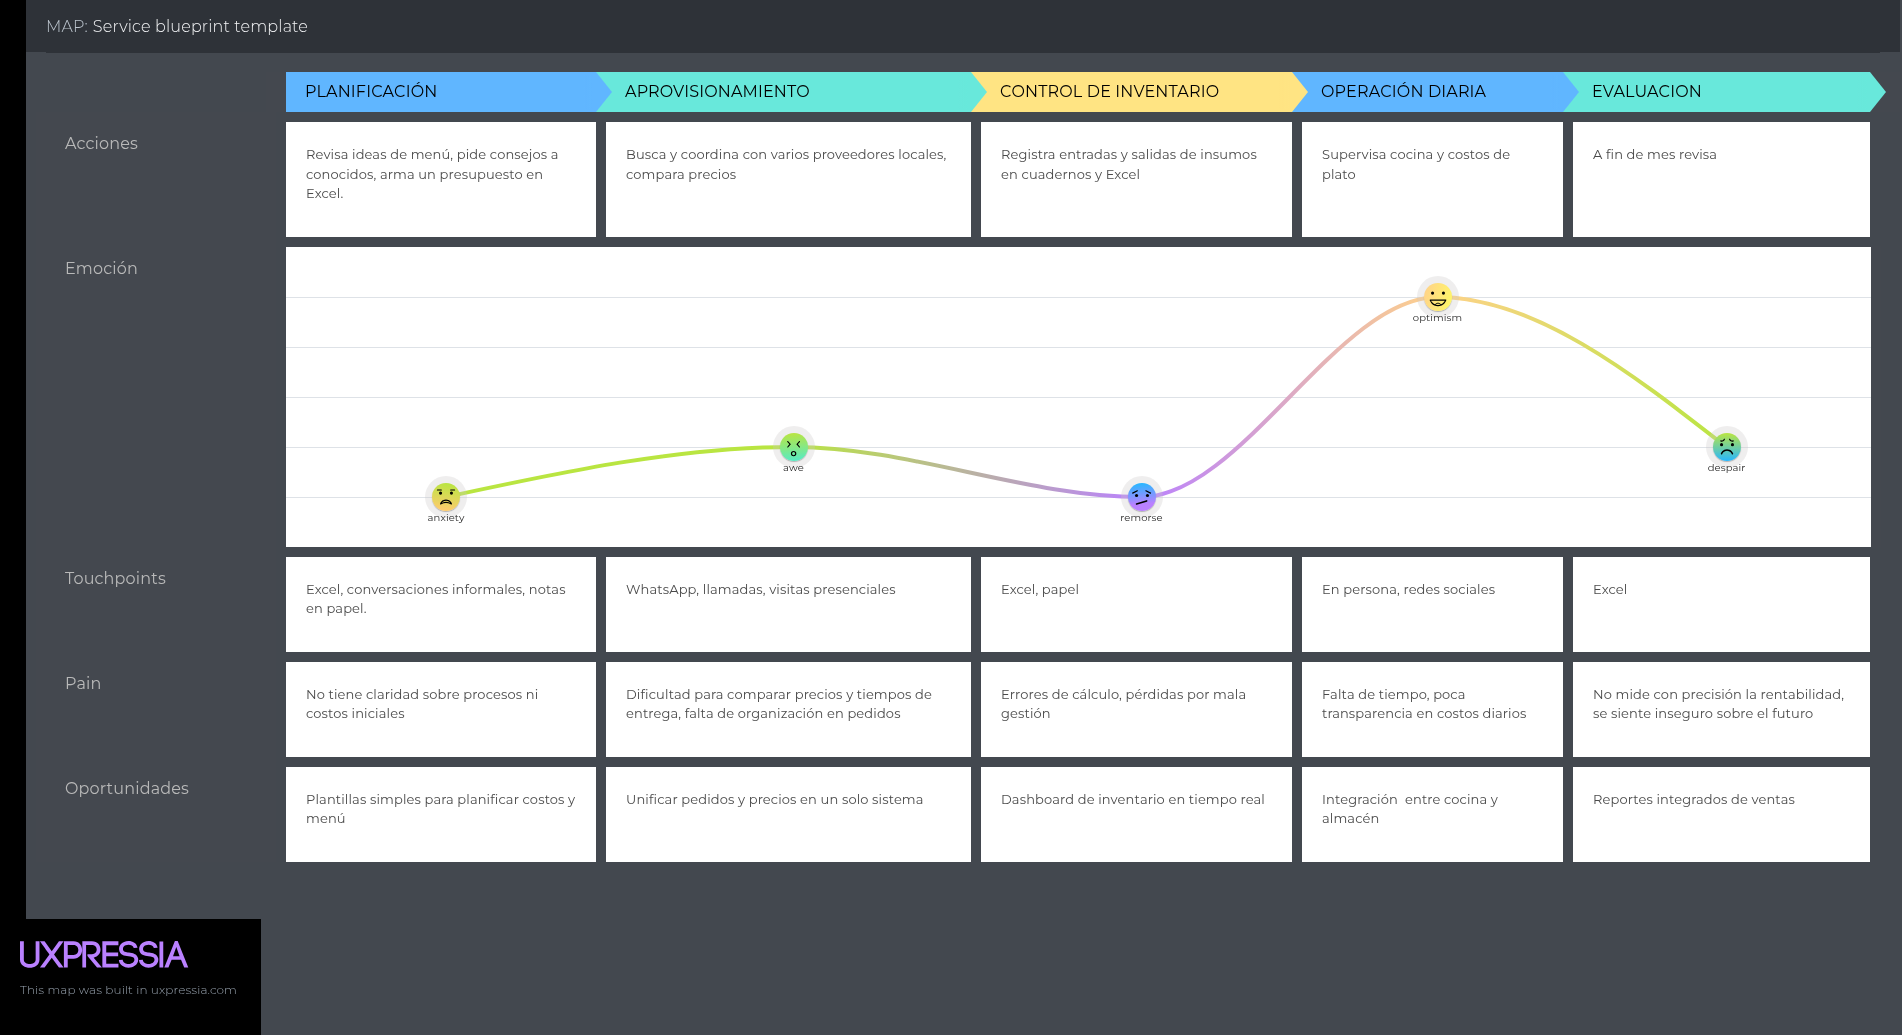 MAP: Service blueprint template
PLANIFICACIÓN
APROVISIONAMIENTO
CONTROL DE INVENTARIO
OPERACIÓN DIARIA
EVALUACION
Acciones
Revisa ideas de menú, pide consejos a
conocidos, arma un presupuesto en
Excel.
Busca y coordina con varios proveedores locales,
compara precios
Registra entradas y salidas de insumos
en cuadernos y Excel
Supervisa cocina y costos de
plato
A fin de mes revisa
Emoción
anxiety
awe
remorse
optimism
despair
Touchpoints
Excel, conversaciones informales, notas
en papel.
WhatsApp, llamadas, visitas presenciales
Excel, papel
En persona, redes sociales
Excel
Pain
No tiene claridad sobre procesos ni
costos iniciales
Dificultad para comparar precios y tiempos de
entrega, falta de organización en pedidos
Errores de cálculo, pérdidas por mala
gestión
Falta de tiempo, poca
transparencia en costos diarios
No mide con precisión la rentabilidad,
se siente inseguro sobre el futuro
Oportunidades
Plantillas simples para planificar costos y
menú
Unificar pedidos y precios en un solo sistema
Dashboard de inventario en tiempo real
Integración  entre cocina y
almacén
Reportes integrados de ventas
UXPRESSIA
This map was built in uxpressia.com